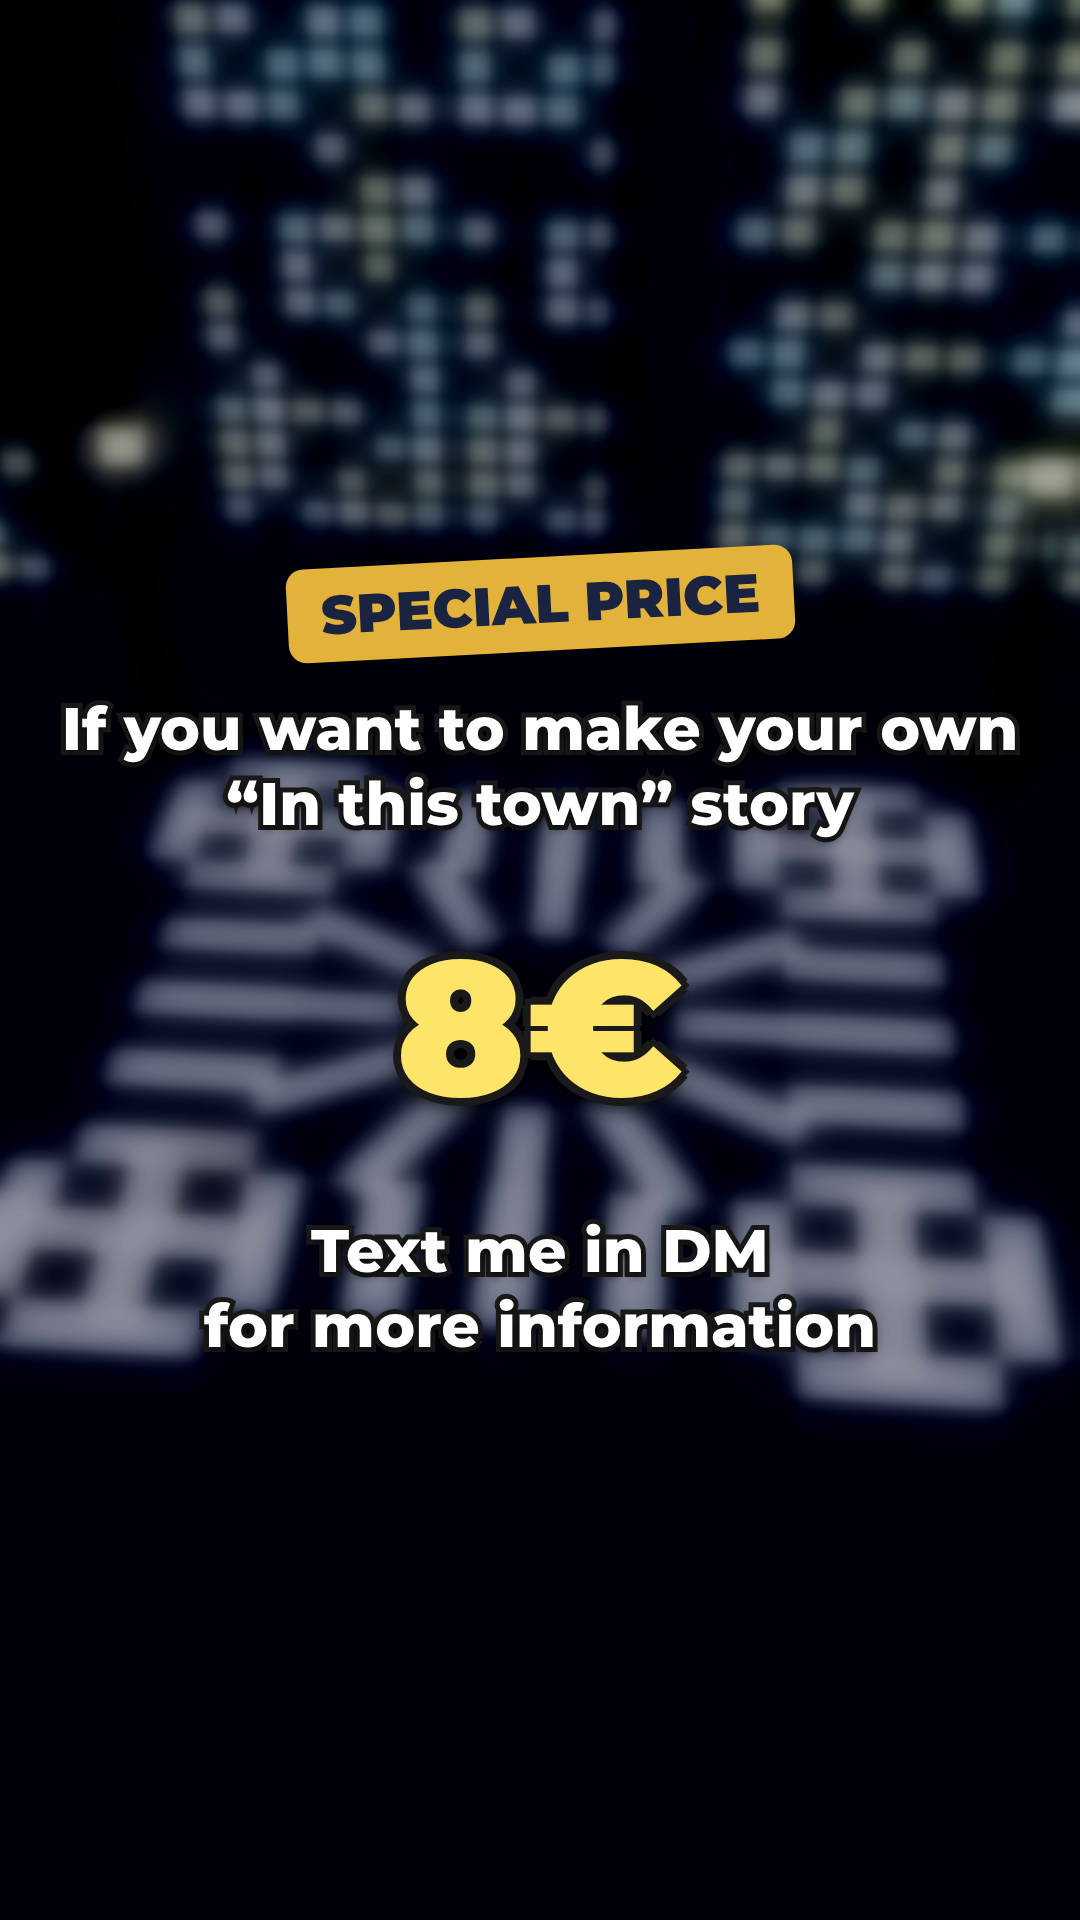 SPECIAL PRICE
If you want to make your own
“In this town” story
8€
Text me in DM
for more information